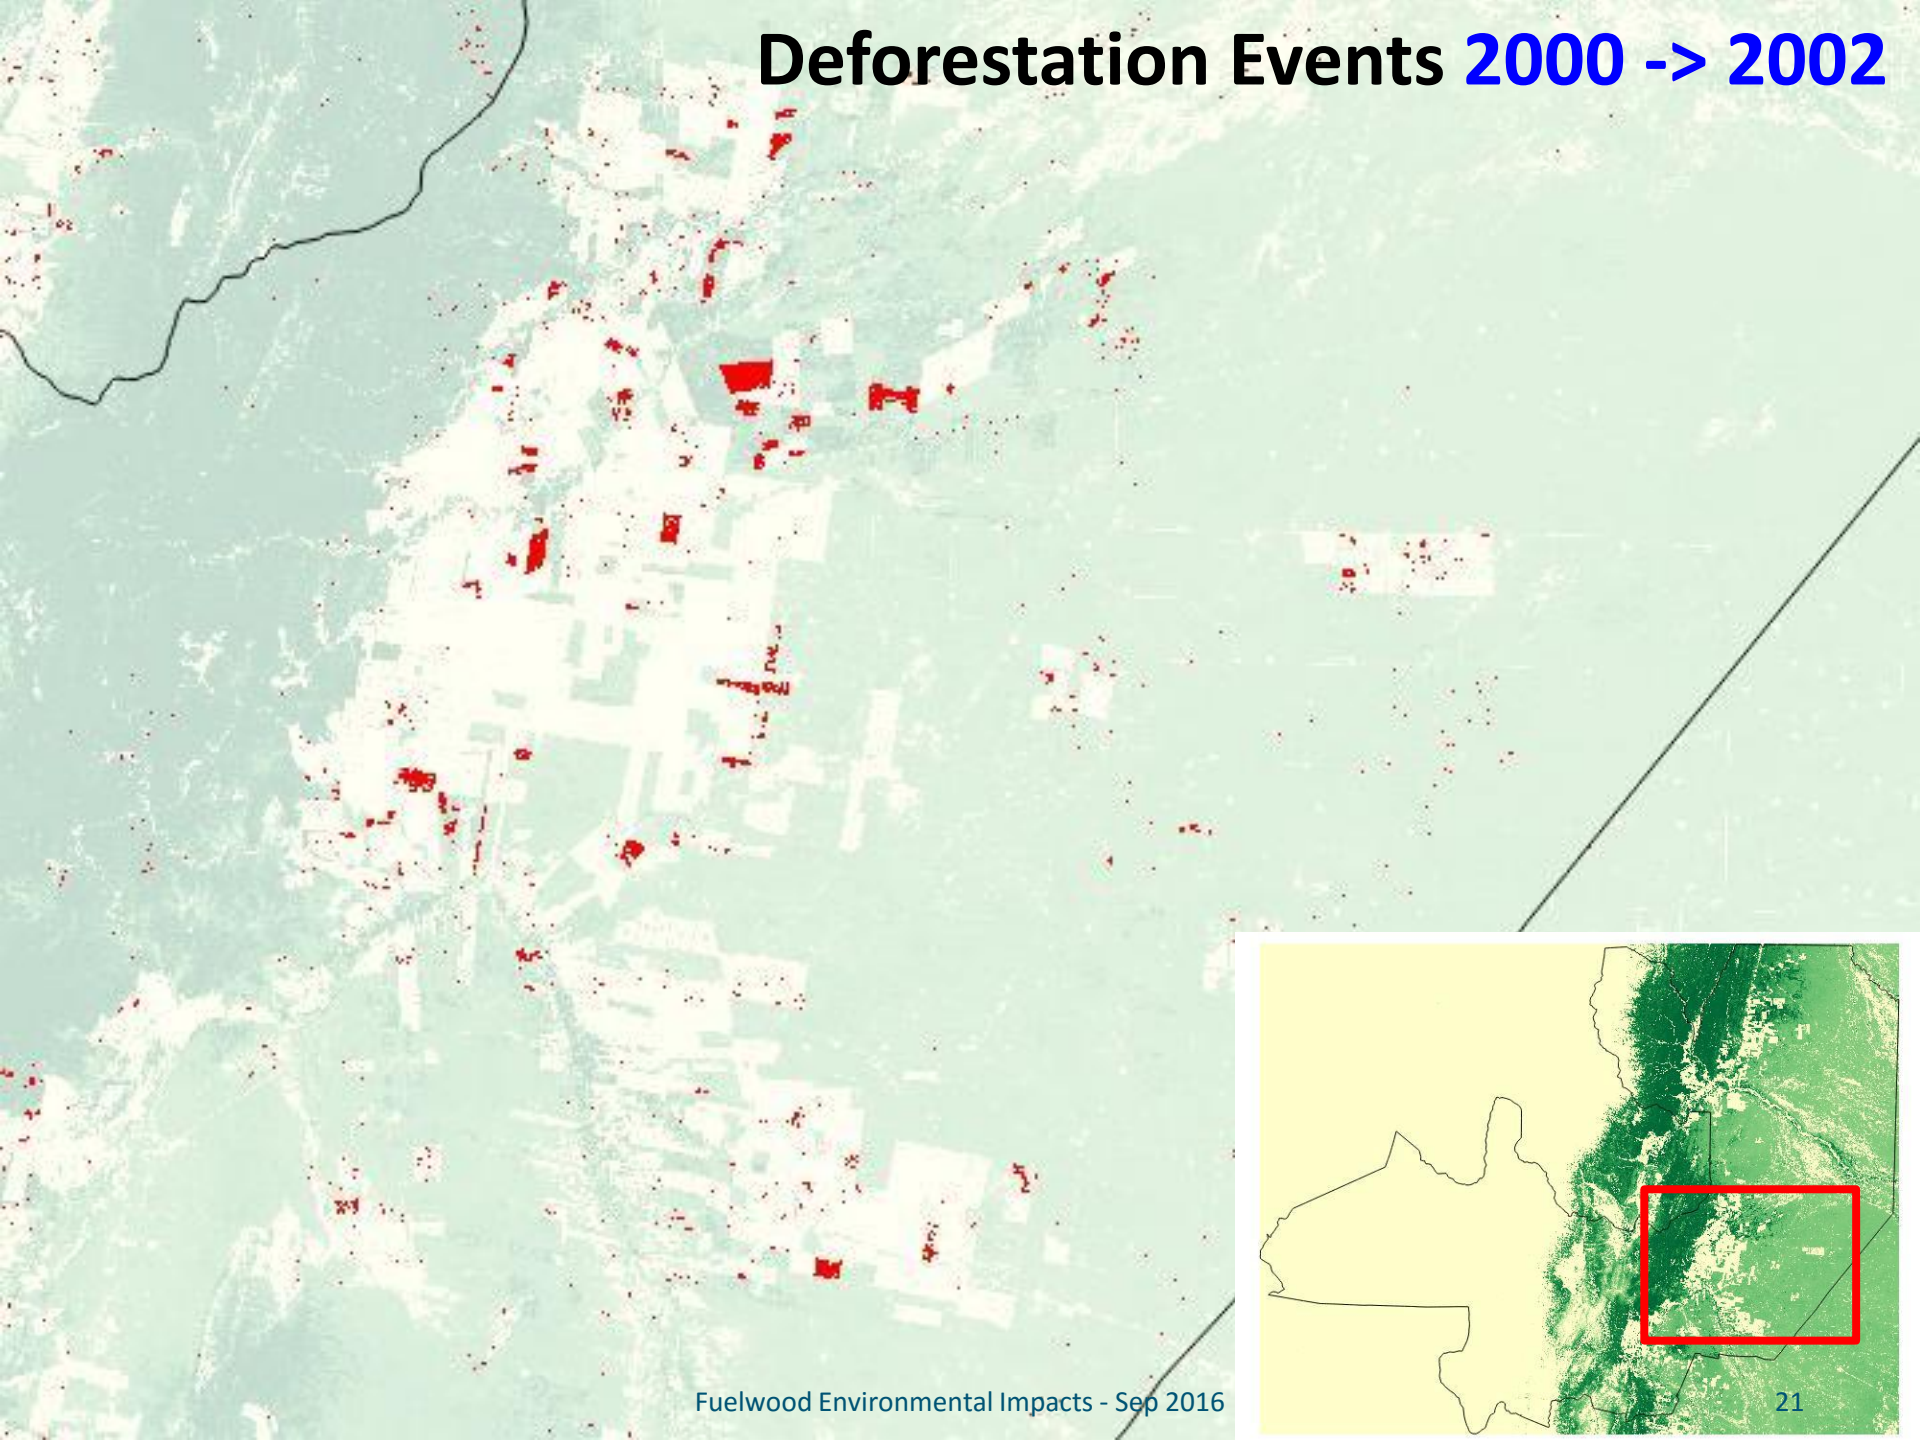 Deforestation Events 2000 -> 2002
Fuelwood Environmental Impacts - Sep 2016
21